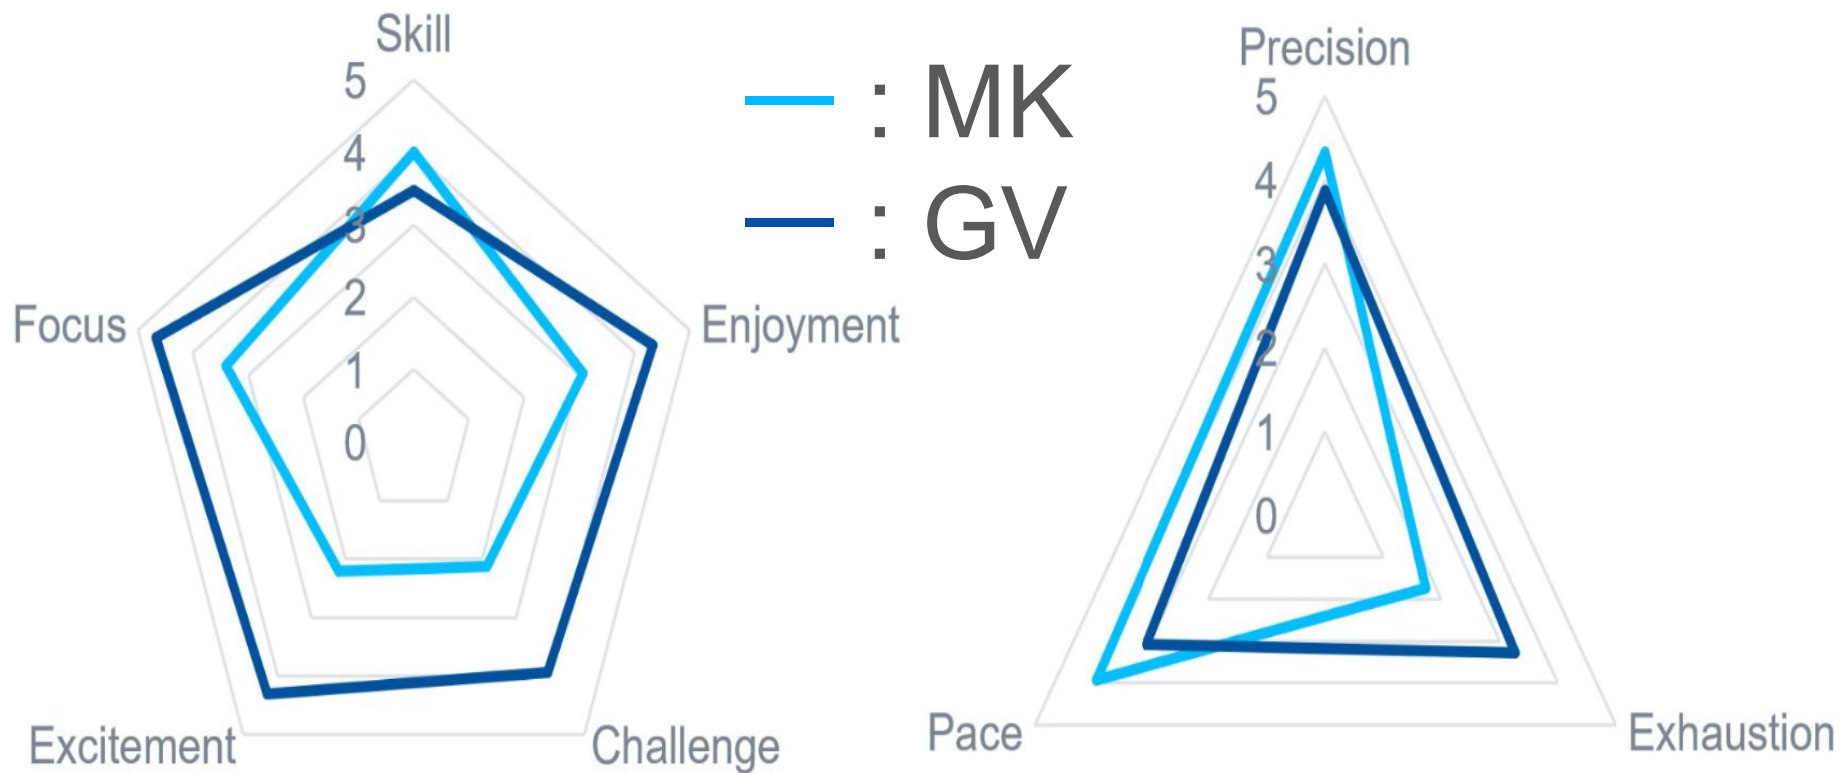 Skill
5
4
3
2
1
0
Focus
Enjoyment
Excitement
Challenge
: MK
: GV
Precision
5
4
3
2
1
0
Pace
Exhaustion